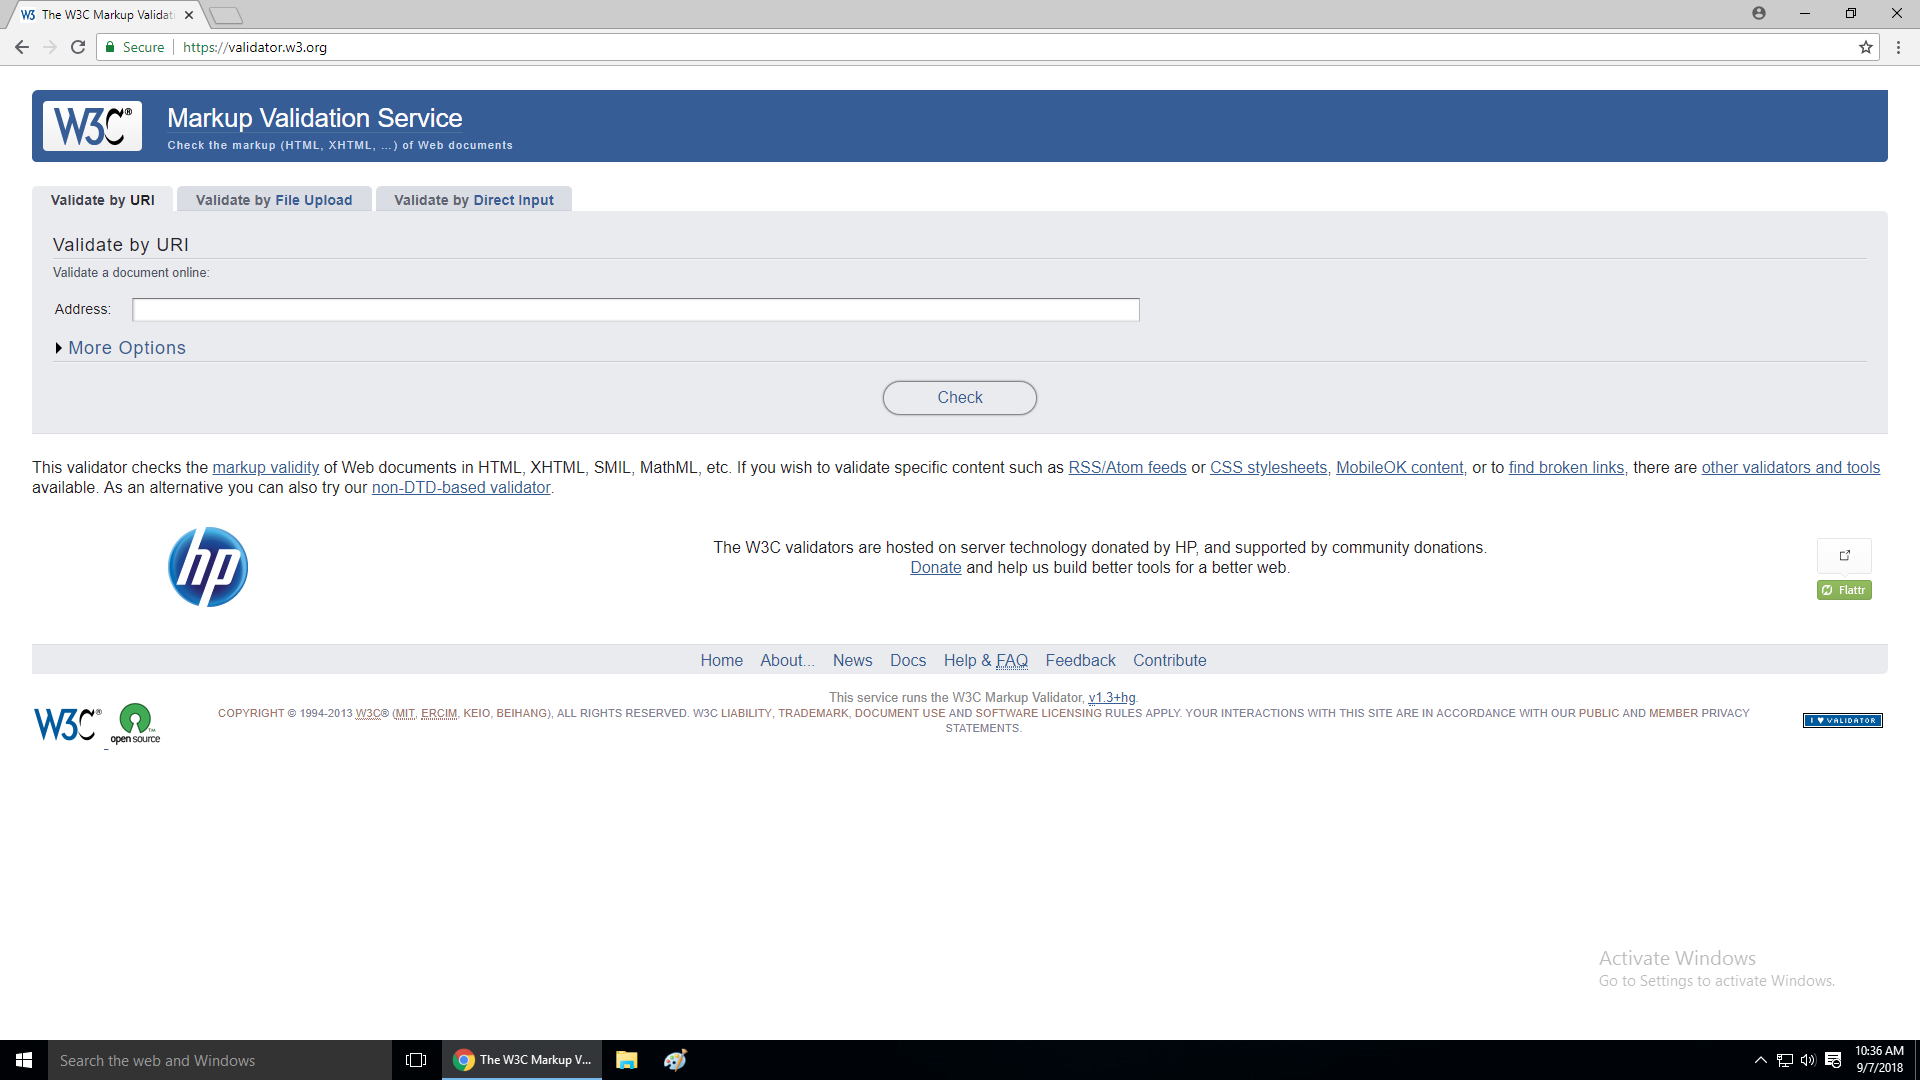 The W3C Markup Validat
Secure
https://validator.w3.org
W3C®
Markup Validation Service
Check the markup (HTML, XHTML, …) of Web documents
Validate by URI
Validate by File Upload
Validate by Direct Input
Validate by URI
Validate a document online:
Address:
More Options
Check
This validator checks the markup validity of Web documents in HTML, XHTML, SMIL, MathML, etc. If you wish to validate specific content such as RSS/Atom feeds or CSS stylesheets, MobileOK content, or to find broken links, there are other validators and tools
available. As an alternative you can also try our non-DTD-based validator.
hp
The W3C validators are hosted on server technology donated by HP, and supported by community donations.
Donate and help us build better tools for a better web.
Flattr
Home About... News Docs Help & FAQ Feedback Contribute
This service runs the W3C Markup Validator, v1.3+hg.
COPYRIGHT © 1994-2013 W3C® (MIT, ERCIM, KEIO, BEIHANG), ALL RIGHTS RESERVED. W3C LIABILITY, TRADEMARK, DOCUMENT USE AND SOFTWARE LICENSING RULES APPLY. YOUR INTERACTIONS WITH THIS SITE ARE IN ACCORDANCE WITH OUR PUBLIC AND MEMBER PRIVACY
STATEMENTS.
W3C®
open source™
I ♥ VALIDATOR
Activate Windows
Go to Settings to activate Windows.
Search the web and Windows
The W3C Markup V...
10:36 AM
9/7/2018